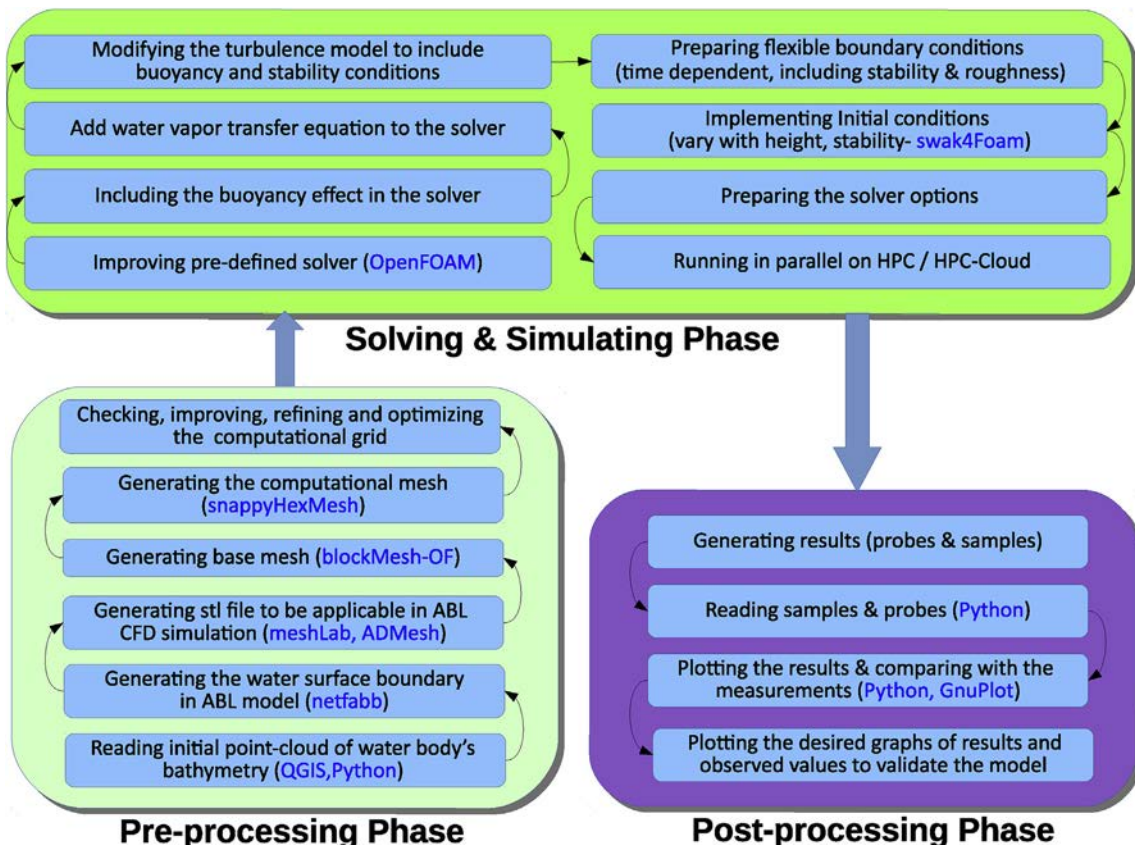 Modifying the turbulence model to include
buoyancy and stability conditions
Add water vapor transfer equation to the solver
Including the buoyancy effect in the solver
Improving pre-defined solver (OpenFOAM)
Preparing flexible boundary conditions
(time dependent, including stability & roughness)
Implementing Initial conditions
(vary with height, stability- swak4Foam)
Preparing the solver options
Running in parallel on HPC / HPC-Cloud
Solving & Simulating Phase
Checking, improving, refining and optimizing
the computational grid
Generating the computational mesh
(snappyHexMesh)
Generating base mesh (blockMesh-OF)
Generating stl file to be applicable in ABL
CFD simulation (meshLab, ADMesh)
Generating the water surface boundary
in ABL model (netfabb)
Reading initial point-cloud of water body's
bathymetry (QGIS,Python)
Pre-processing Phase
Generating results (probes & samples)
Reading samples & probes (Python)
Plotting the results & comparing with the
measurements (Python, GnuPlot)
Plotting the desired graphs of results and
observed values to validate the model
Post-processing Phase